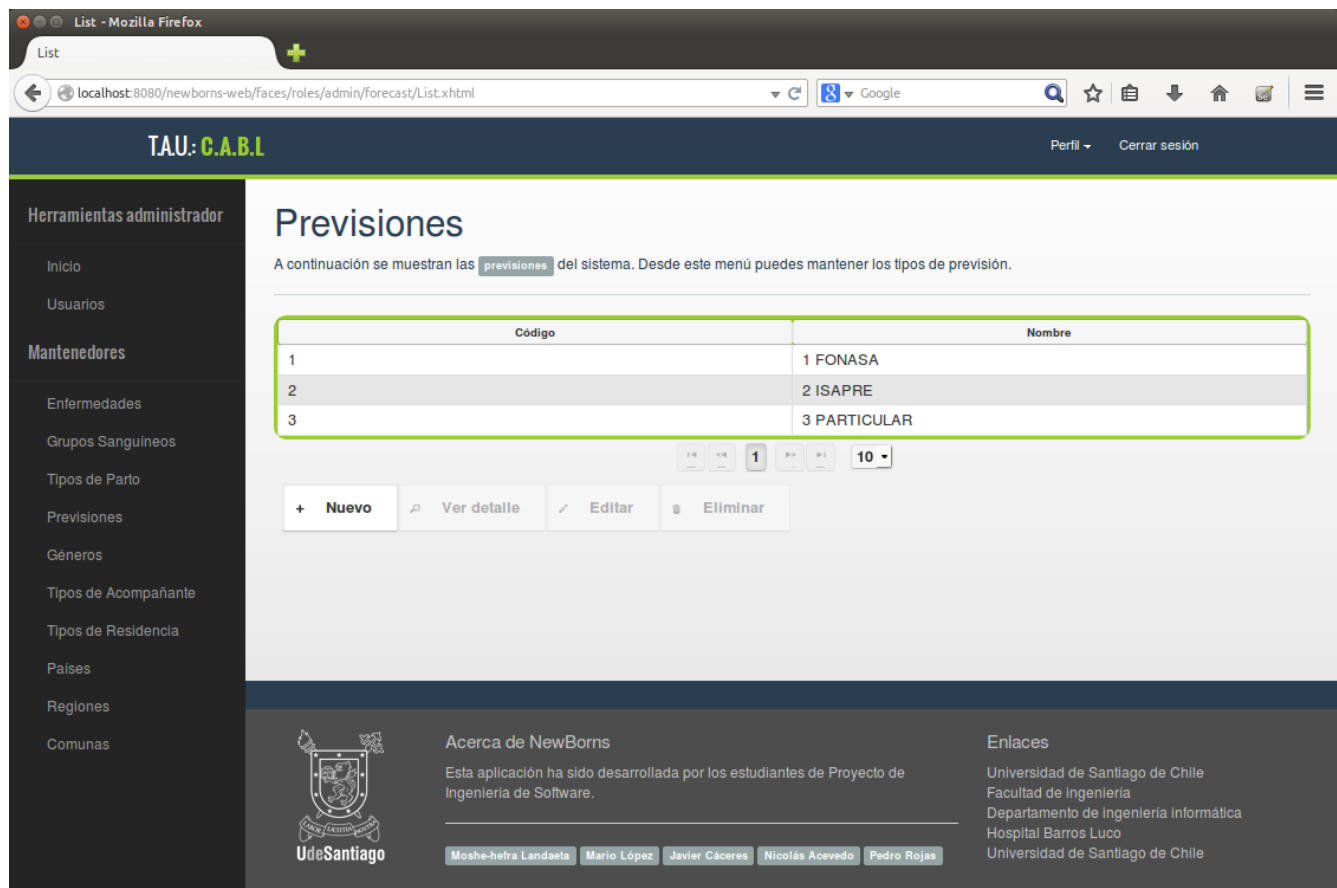 List - Mozilla Firefox
List
localhost:8080/newborns-web/faces/roles/admin/forecast/List.xhtml
Google
T.A.U.: C.A.B.L
Perfil
Cerrar sesión
Herramientas administrador
Inicio
Usuarios
Mantenedores
Enfermedades
Grupos Sanguíneos
Tipos de Parto
Previsiones
Géneros
Tipos de Acompañante
Tipos de Residencia
Países
Regiones
Comunas
Previsiones
A continuación se muestran las previsiones del sistema. Desde este menú puedes mantener los tipos de previsión.
Código Nombre
1 1 FONASA
2 2 ISAPRE
3 3 PARTICULAR
1 10
+ Nuevo Ver detalle Editar Eliminar
LABOR LÆTITIA NOSTRA
UdeSantiago
Acerca de NewBorns
Esta aplicación ha sido desarrollada por los estudiantes de Proyecto de
Ingeniería de Software.
Moshe-hefra Landaeta Mario López Javier Cáceres Nicolás Acevedo Pedro Rojas
Enlaces
Universidad de Santiago de Chile
Facultad de ingeniería
Departamento de ingeniería informática
Hospital Barros Luco
Universidad de Santiago de Chile